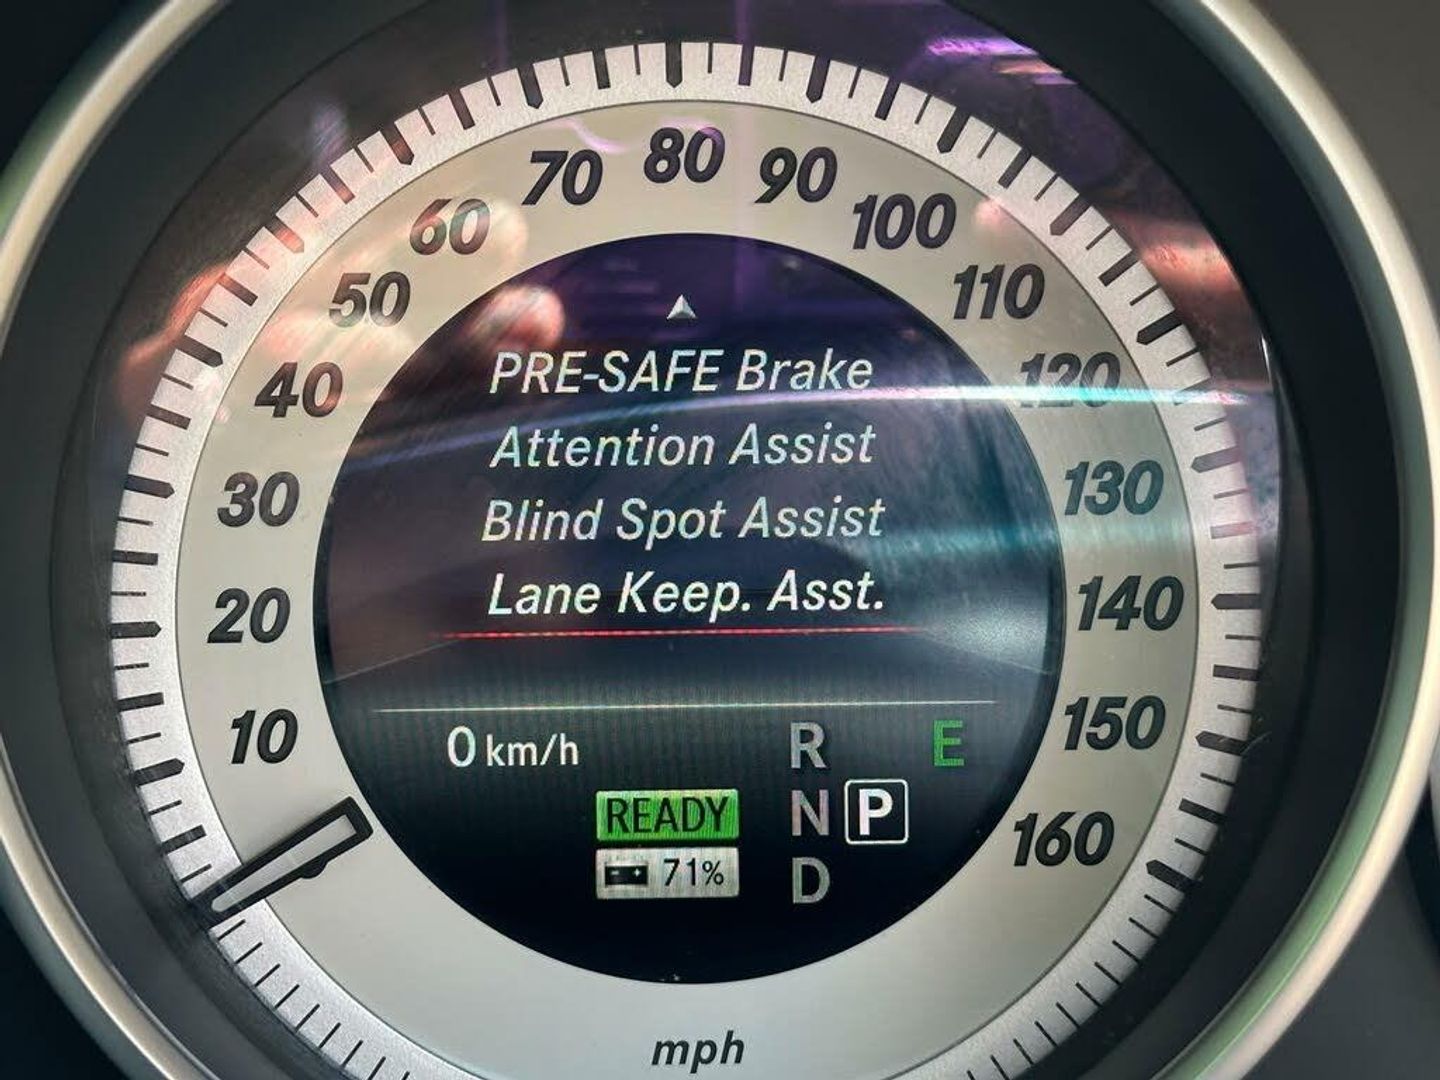 10
20
30
40
50
60
70
80
90
100
110
120
130
140
150
160
PRE-SAFE Brake
Attention Assist
Blind Spot Assist
Lane Keep. Asst.
0 km/h
R
E
READY
N P
71%
D
mph